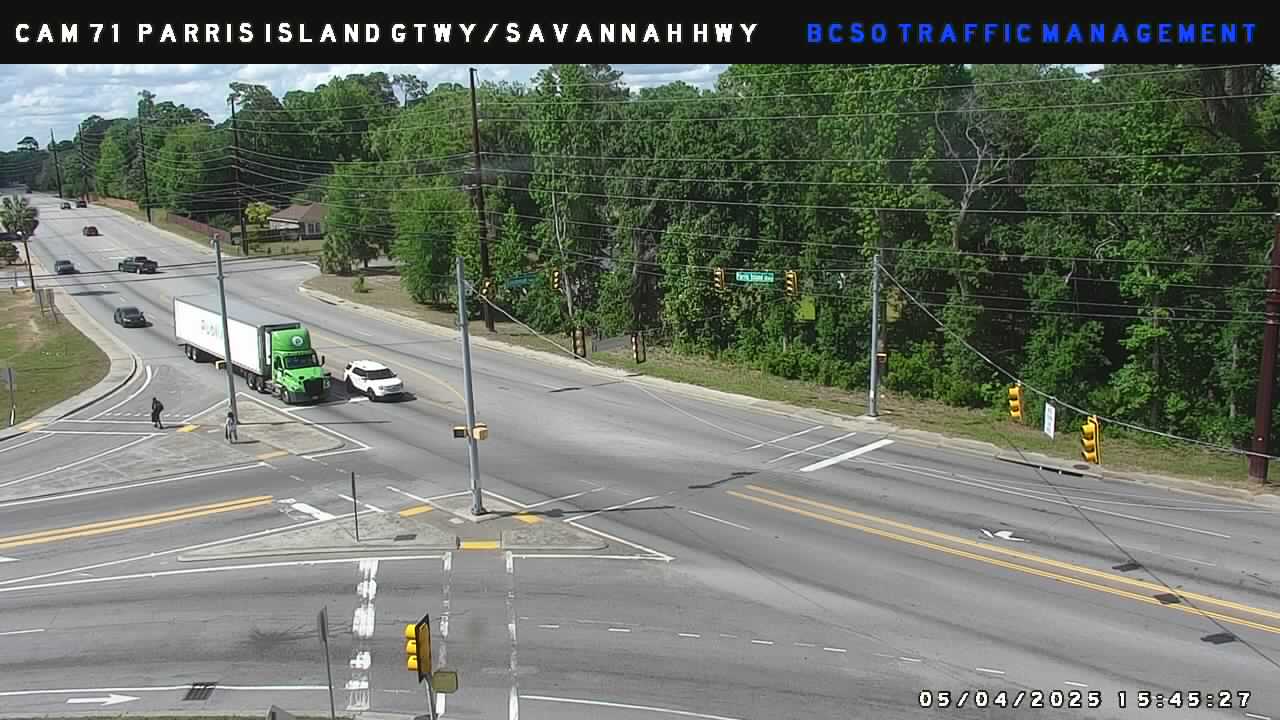 CAM 71 PARRIS ISLAND GTWY/SAVANNAH HWY
BCSO TRAFFIC MANAGEMENT
05/04/2025 15:45:27